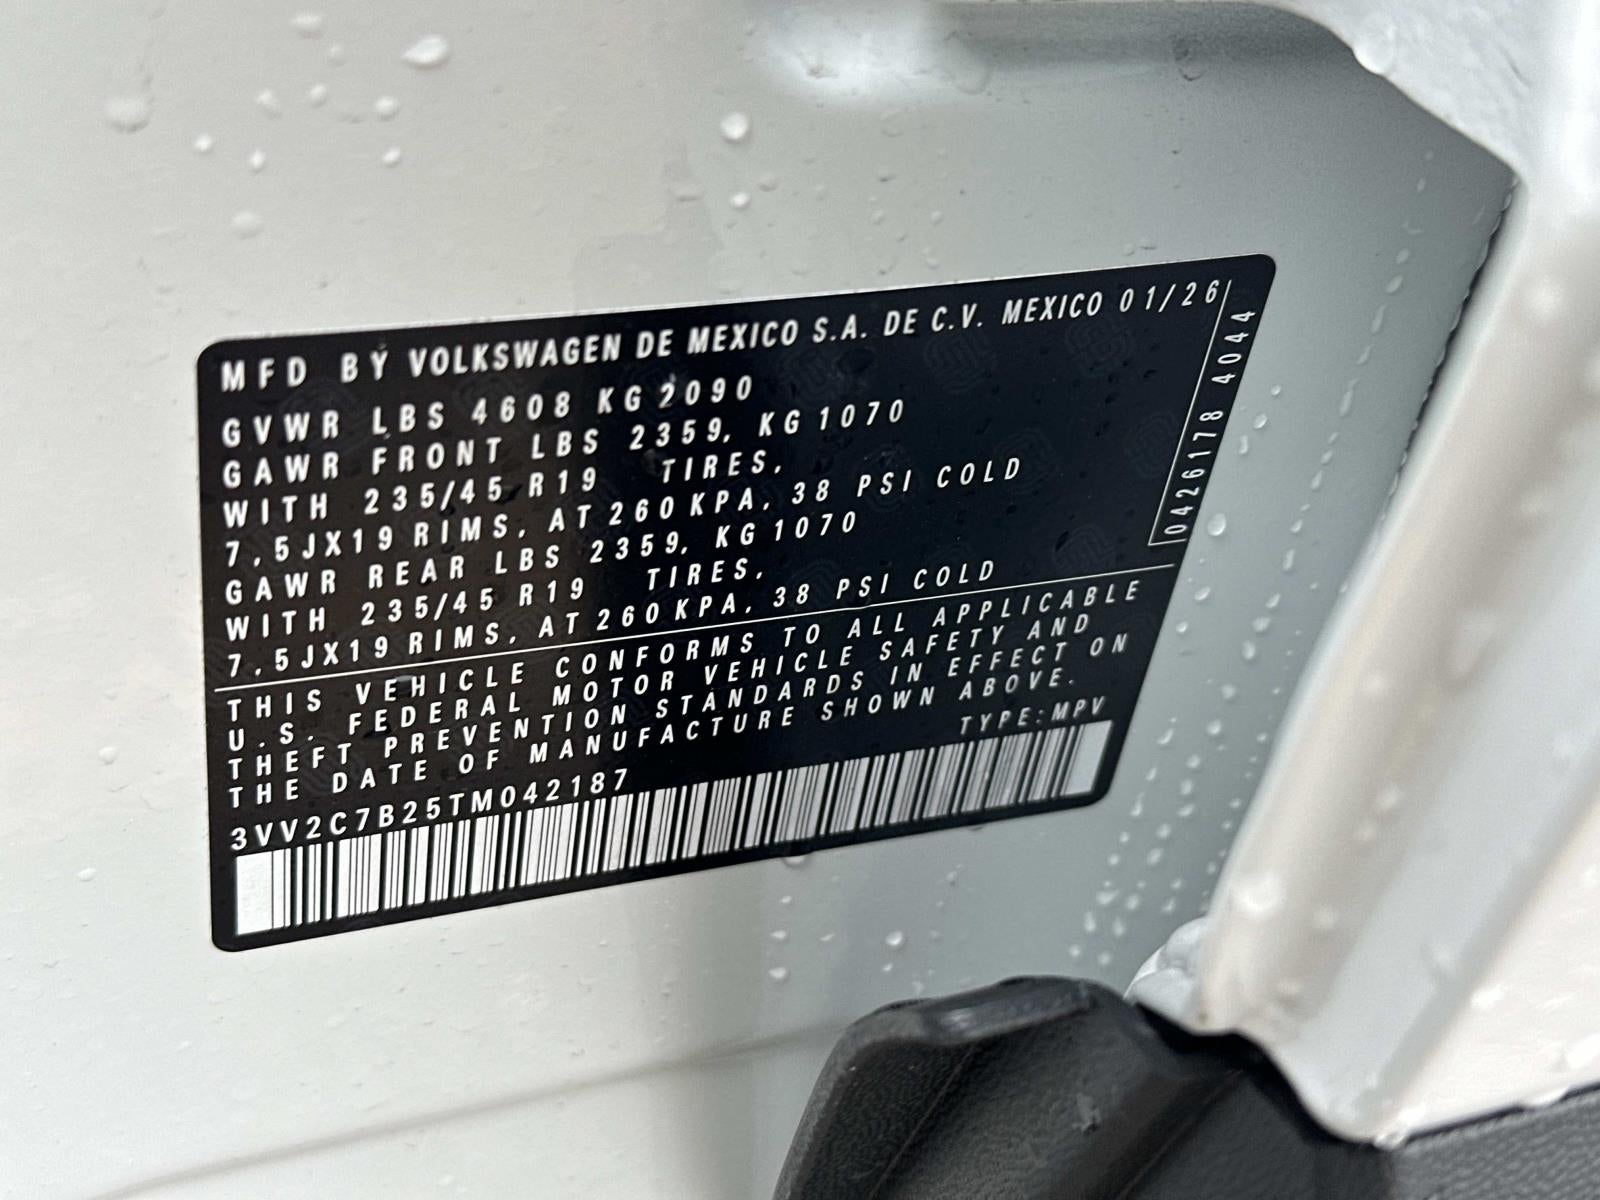 MFD BY VOLKSWAGEN DE MEXICO S.A. DE C.V. MEXICO 01/26
GVWR LBS 4608 KG 2090
GAWR FRONT LBS 2359, KG 1070
WITH 235/45 R19 TIRES,
7,5JX19 RIMS, AT 260 KPA, 38 PSI COLD
GAWR REAR LBS 2359, KG 1070
WITH 235/45 R19 TIRES,
7,5JX19 RIMS, AT 260 KPA, 38 PSI COLD
0426178 4044
THIS VEHICLE CONFORMS TO ALL APPLICABLE
U.S. FEDERAL MOTOR VEHICLE SAFETY AND
THEFT PREVENTION STANDARDS IN EFFECT ON
THE DATE OF MANUFACTURE SHOWN ABOVE.
TYPE:MPV
3VV2C7B25TM042187